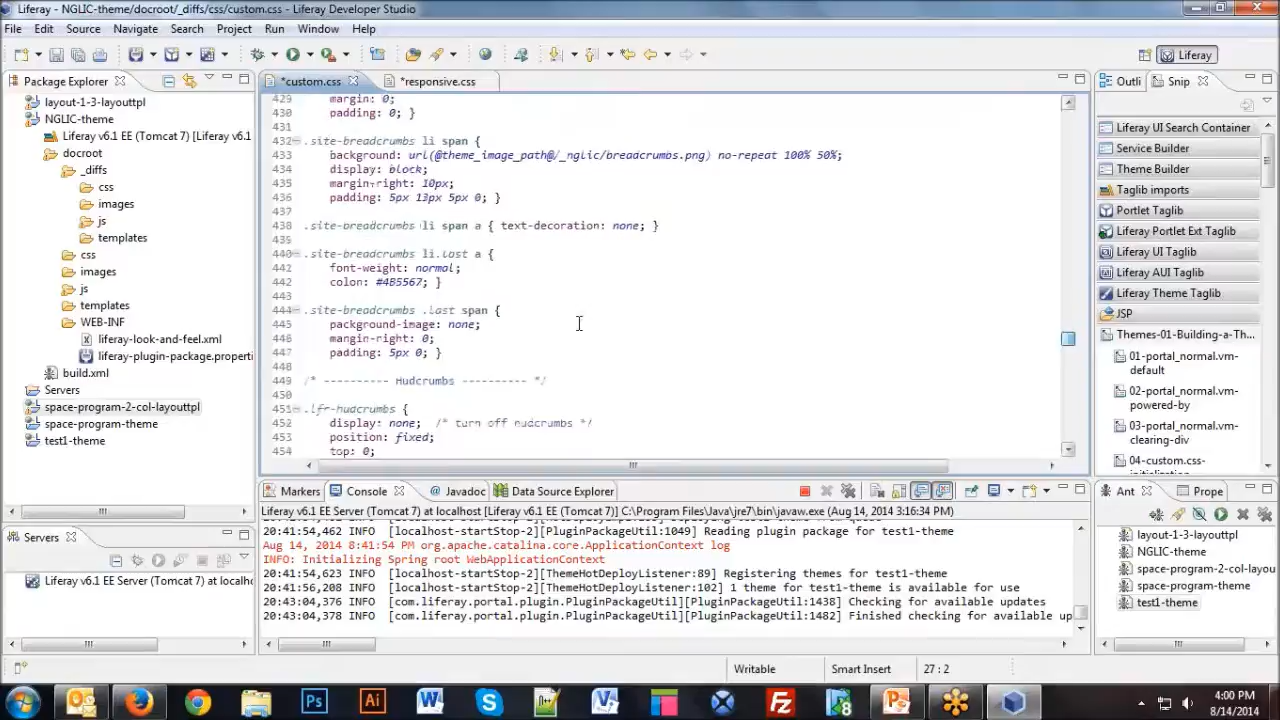 Liferay - NGLIC-theme/docroot/_diffs/css/custom.css - Liferay Developer Studio
File Edit Source Navigate Search Project Run Window Help
Liferay
Package Explorer
layout-1-3-layouttpl
NGLIC-theme
Liferay v6.1 EE (Tomcat 7) [Liferay v6.1
docroot
_diffs
css
images
js
templates
css
images
js
templates
WEB-INF
liferay-look-and-feel.xml
liferay-plugin-package.properti
build.xml
Servers
space-program-2-col-layouttpl
space-program-theme
test1-theme
Servers
Liferay v6.1 EE Server (Tomcat 7) at localho
*custom.css *responsive.css
429 margin: 0;
430 padding: 0; }
431
432 .site-breadcrumbs li span {
433 background: url(@theme_image_path@/_nglic/breadcrumbs.png) no-repeat 100% 50%;
434 display: block;
435 margin-right: 10px;
436 padding: 5px 13px 5px 0; }
437
438 .site-breadcrumbs li span a { text-decoration: none; }
439
440 .site-breadcrumbs li.last a {
font-weight: normal;
442
443
444 .site-breadcrumbs .last span {
445
446
447 padding: 5px 0; }
448
449 /* ---------- Hudcrumbs ---------- */
450
451 .lfr-hudcrumbs {
452 display: none; /* turn off hudcrumbs */
453 position: fixed;
454 top: 0;
Markers Console Javadoc Data Source Explorer
Liferay v6.1 EE Server (Tomcat 7) at localhost [Liferay v6.1 EE Server (Tomcat 7)] C:\Program Files\Java\jre7\bin\javaw.exe (Aug 14, 2014 3:16:34 PM)
20:41:54,462 INFO [localhost-startStop-2][PluginPackageUtil:1049] Reading plugin package for test1-theme
Aug 14, 2014 8:41:54 PM org.apache.catalina.core.ApplicationContext log
INFO: Initializing Spring root WebApplicationContext
20:41:54,623 INFO [localhost-startStop-2][ThemeHotDeployListener:89] Registering themes for test1-theme
20:41:56,208 INFO [localhost-startStop-2][ThemeHotDeployListener:102] 1 theme for test1-theme is available for use
20:43:04,376 INFO [com.liferay.portal.plugin.PluginPackageUtil][PluginPackageUtil:1438] Checking for available updates
20:43:04,378 INFO [com.liferay.portal.plugin.PluginPackageUtil][PluginPackageUtil:1482] Finished checking for available up
Outli Snip
Liferay UI Search Container
Service Builder
Theme Builder
Taglib imports
Portlet Taglib
Liferay Portlet Ext Taglib
Liferay UI Taglib
Liferay AUI Taglib
Liferay Theme Taglib
JSP
Themes-01-Building-a-Th...
01-portal_normal.vm-
default
02-portal_normal.vm-
powered-by
03-portal_normal.vm-
clearing-div
04-custom.css-
initialization
Ant Prope
layout-1-3-layouttpl
NGLIC-theme
space-program-2-col-layou
space-program-theme
test1-theme
Writable Smart Insert 27 : 2
4:00 PM
8/14/2014